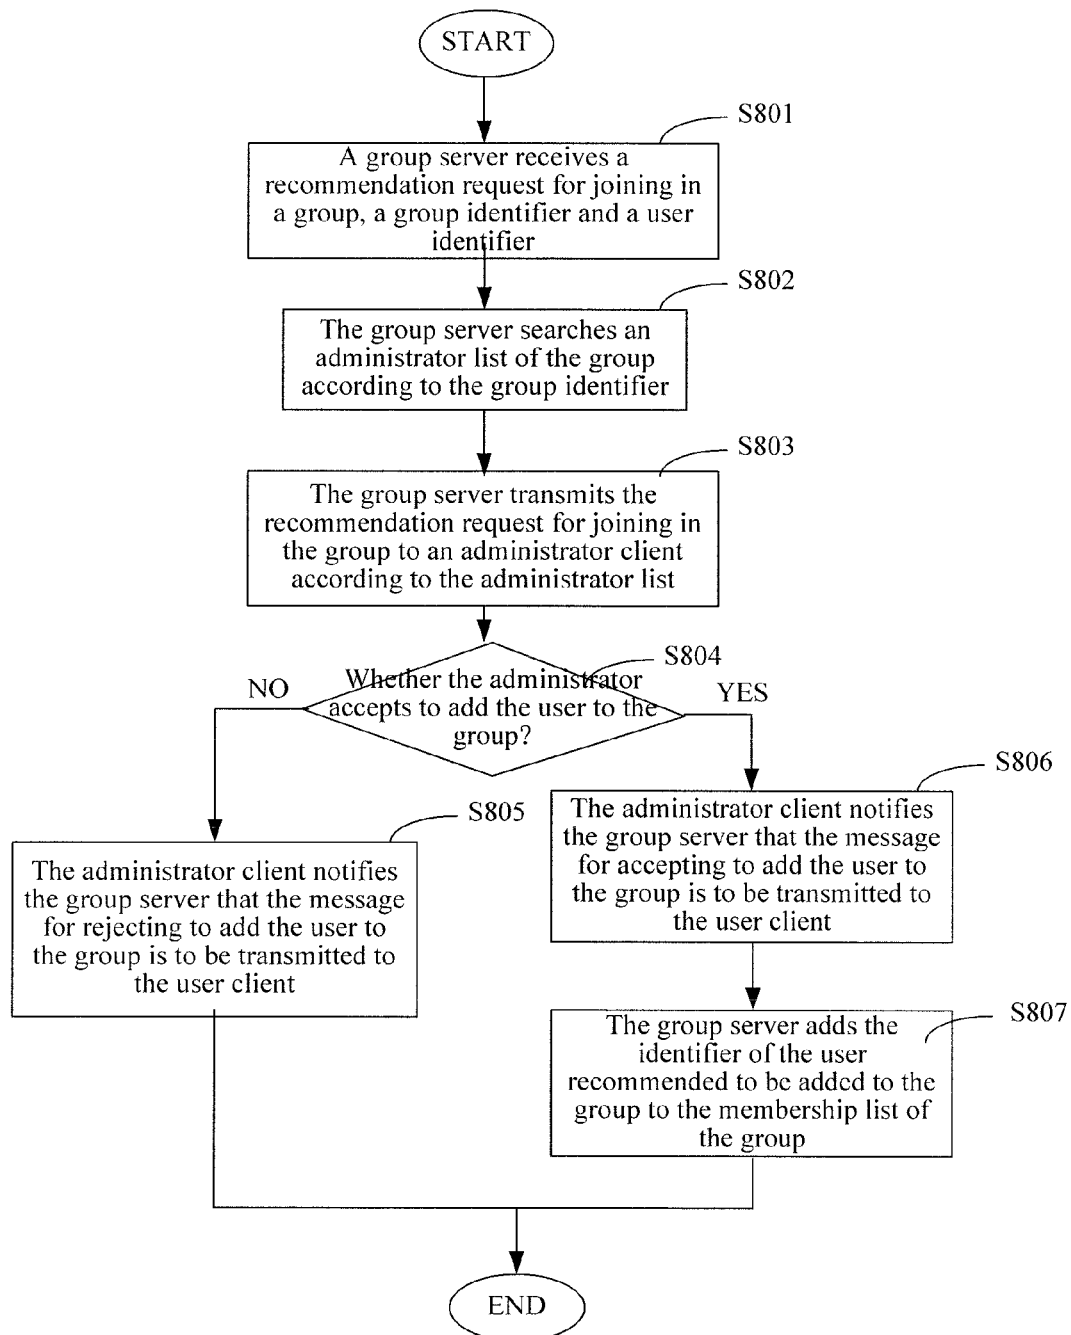 START
S801
A group server receives a
recommendation request for joining in
a group, a group identifier and a user
identifier
S802
The group server searches an
administrator list of the group
according to the group identifier
S803
The group server transmits the
recommendation request for joining in
the group to an administrator client
according to the administrator list
S804
Whether the administrator
accepts to add the user to the
group?
NO
YES
S806
The administrator client notifies
the group server that the message
for accepting to add the user to
the group is to be transmitted to
the user client
S805
The administrator client notifies
the group server that the message
for rejecting to add the user to
the group is to be transmitted to
the user client
S807
The group server adds the
identifier of the user
recommended to be added to the
group to the membership list of
the group
END